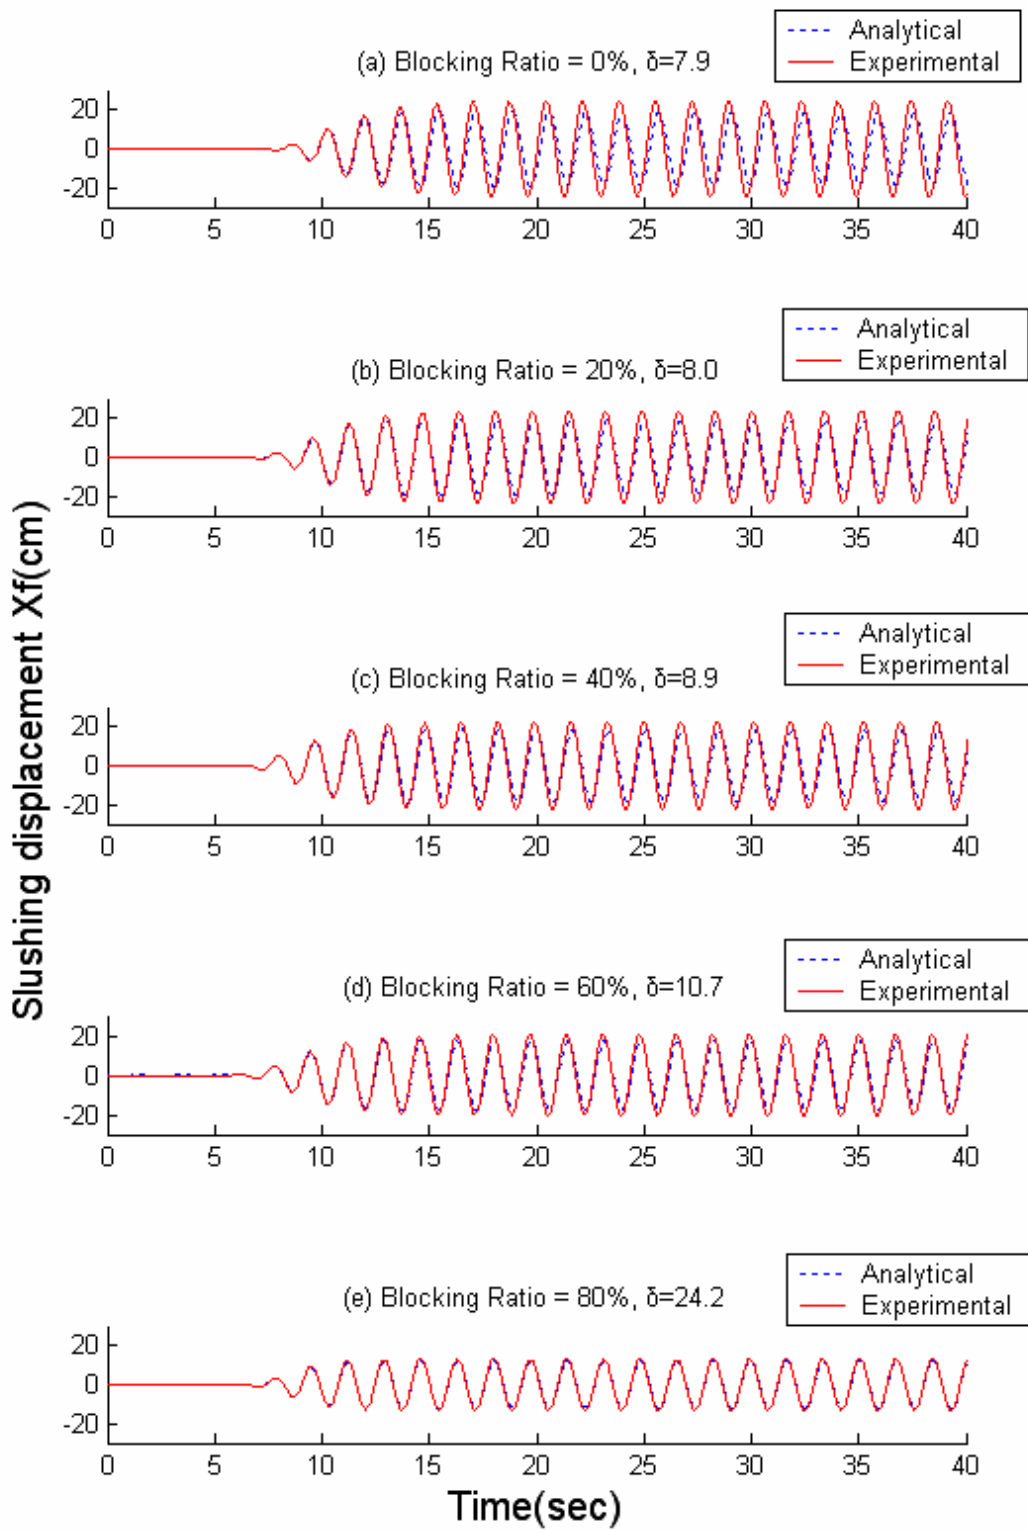 Analytical
Experimental
(a) Blocking Ratio = 0%, δ=7.9
20
0
-20
0 5 10 15 20 25 30 35 40
Analytical
Experimental
(b) Blocking Ratio = 20%, δ=8.0
20
0
-20
0 5 10 15 20 25 30 35 40
Analytical
Experimental
(c) Blocking Ratio = 40%, δ=8.9
20
0
-20
0 5 10 15 20 25 30 35 40
Analytical
Experimental
(d) Blocking Ratio = 60%, δ=10.7
20
0
-20
0 5 10 15 20 25 30 35 40
Analytical
Experimental
(e) Blocking Ratio = 80%, δ=24.2
20
0
-20
0 5 10 15 20 25 30 35 40
Slushing displacement Xf(cm)
Time(sec)